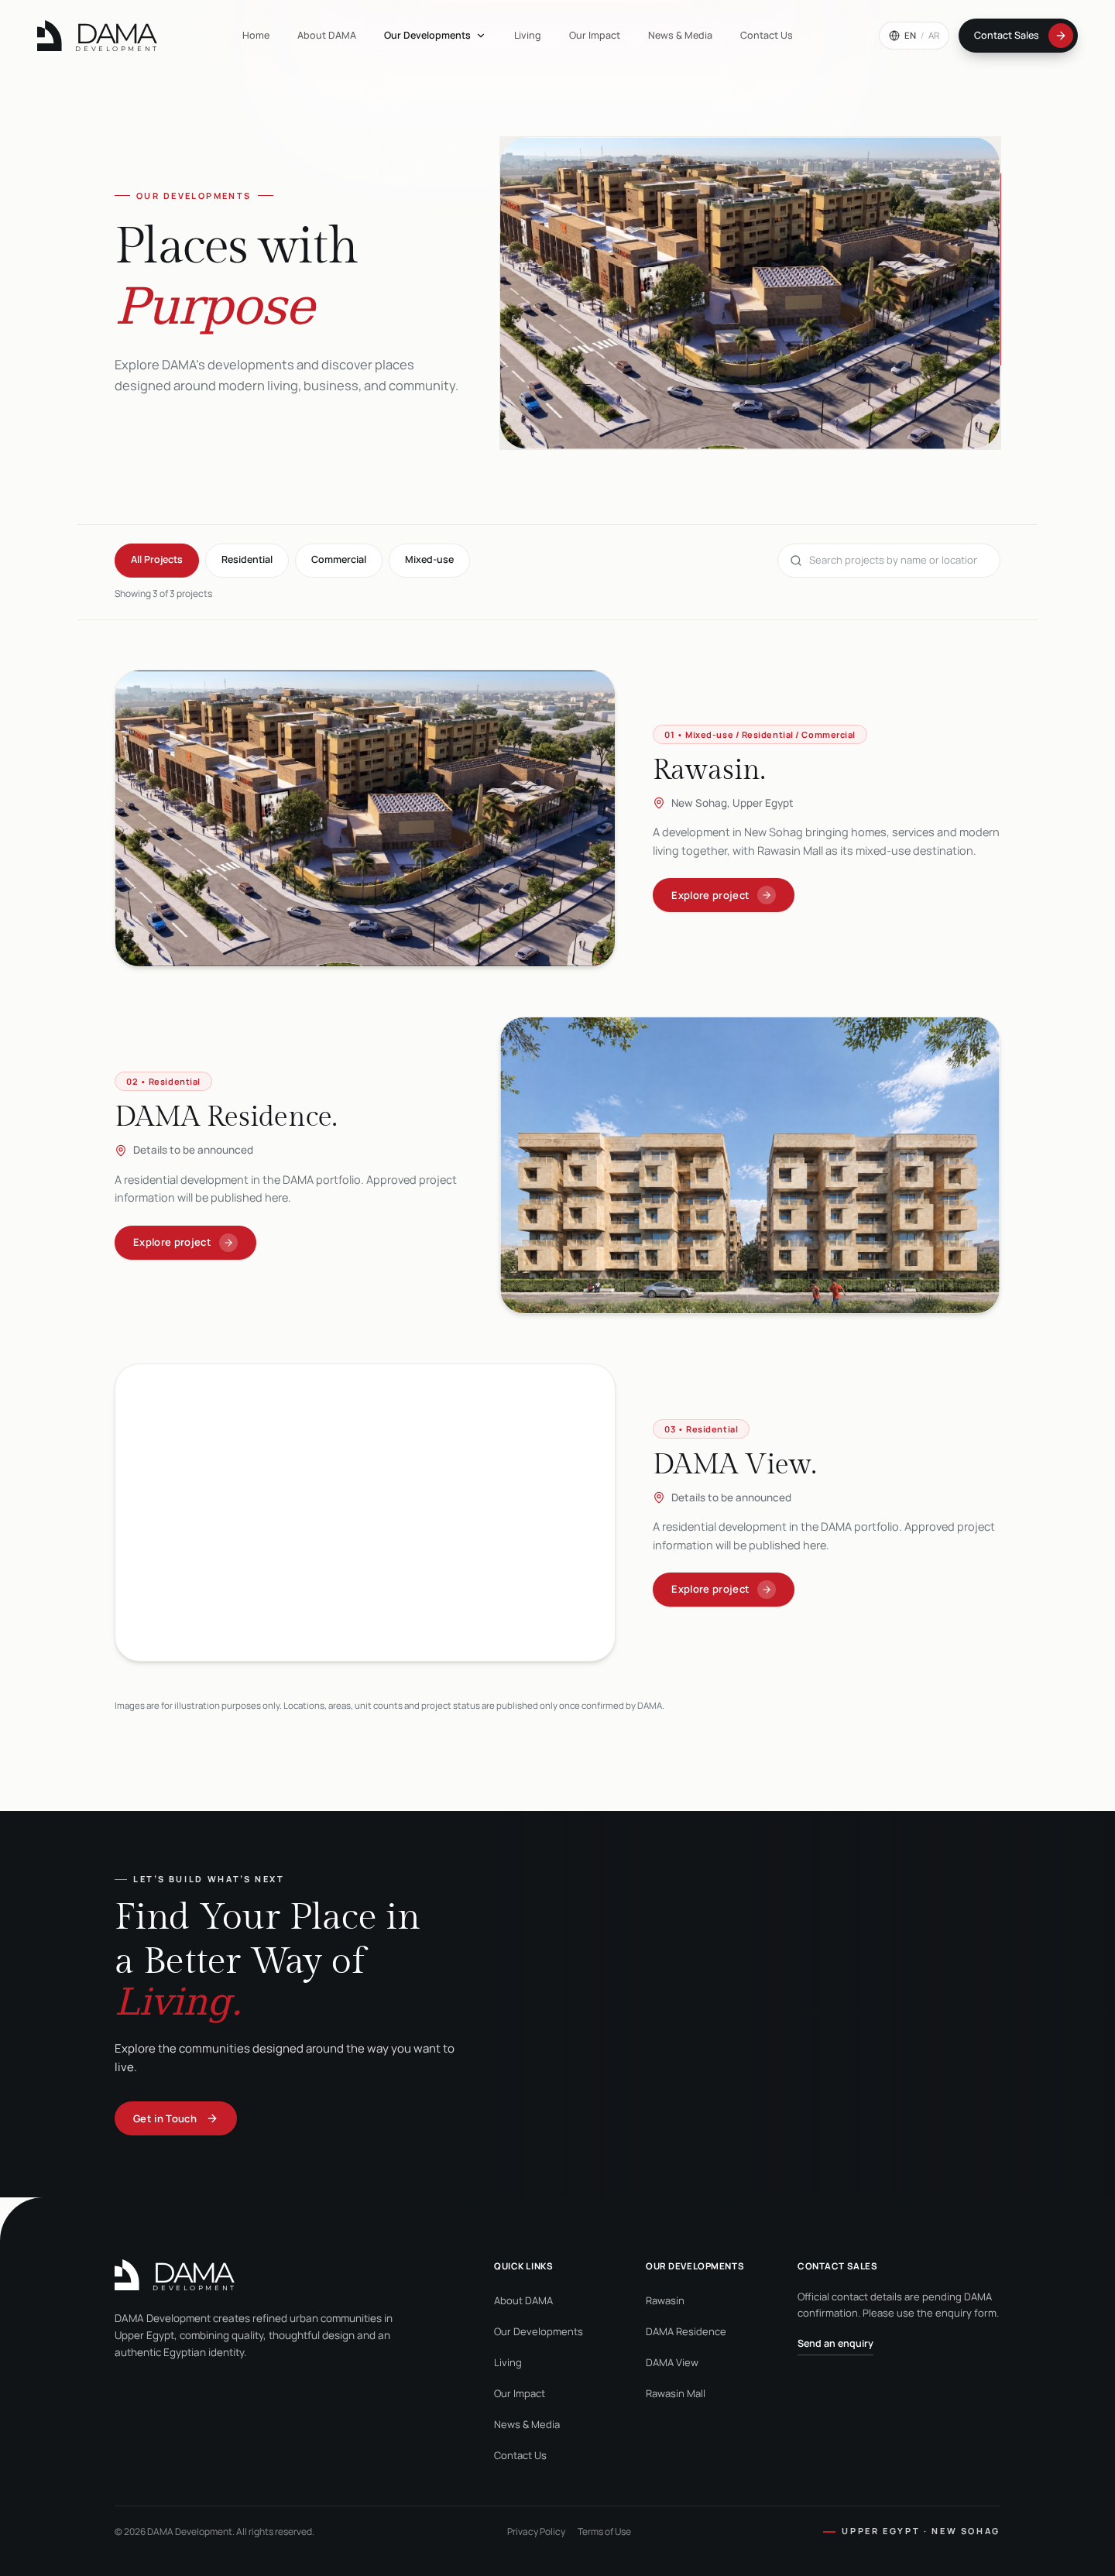 DAMA
DEVELOPMENT
Home
About DAMA
Our Developments
Living
Our Impact
News & Media
Contact Us
EN / AR
Contact Sales
OUR DEVELOPMENTS
Places with
Purpose
Explore DAMA's developments and discover places
designed around modern living, business, and community.
All Projects
Residential
Commercial
Mixed-use
Search projects by name or location
Showing 3 of 3 projects
01 • Mixed-use / Residential / Commercial
Rawasin.
New Sohag, Upper Egypt
A development in New Sohag bringing homes, services and modern
living together, with Rawasin Mall as its mixed-use destination.
Explore project
02 • Residential
DAMA Residence.
Details to be announced
A residential development in the DAMA portfolio. Approved project
information will be published here.
Explore project
03 • Residential
DAMA View.
Details to be announced
A residential development in the DAMA portfolio. Approved project
information will be published here.
Explore project
Images are for illustration purposes only. Locations, areas, unit counts and project status are published only once confirmed by DAMA.
LET'S BUILD WHAT'S NEXT
Find Your Place in
a Better Way of
Living.
Explore the communities designed around the way you want to
live.
Get in Touch
DAMA
DEVELOPMENT
DAMA Development creates refined urban communities in
Upper Egypt, combining quality, thoughtful design and an
authentic Egyptian identity.
QUICK LINKS
About DAMA
Our Developments
Living
Our Impact
News & Media
Contact Us
OUR DEVELOPMENTS
Rawasin
DAMA Residence
DAMA View
Rawasin Mall
CONTACT SALES
Official contact details are pending DAMA
confirmation. Please use the enquiry form.
Send an enquiry
© 2026 DAMA Development. All rights reserved.
Privacy Policy
Terms of Use
UPPER EGYPT · NEW SOHAG